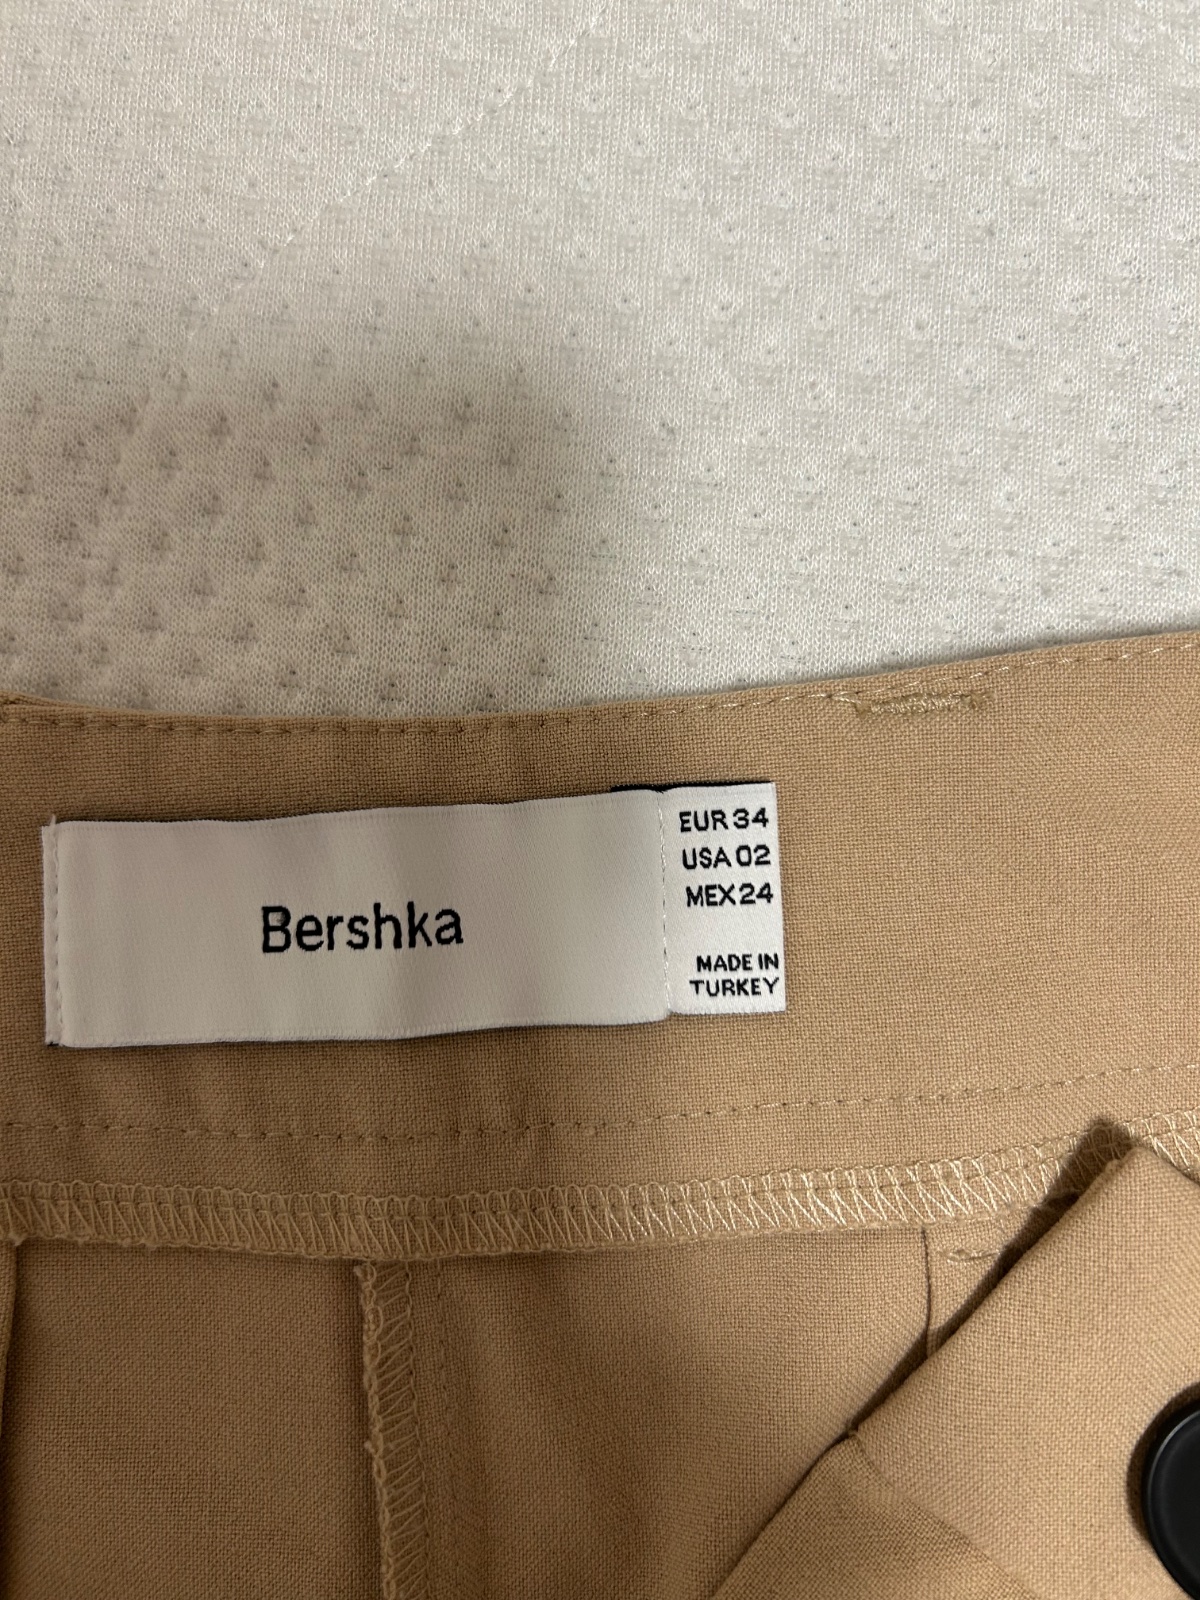 Bershka
EUR 34
USA 02
MEX 24
MADE IN
TURKEY